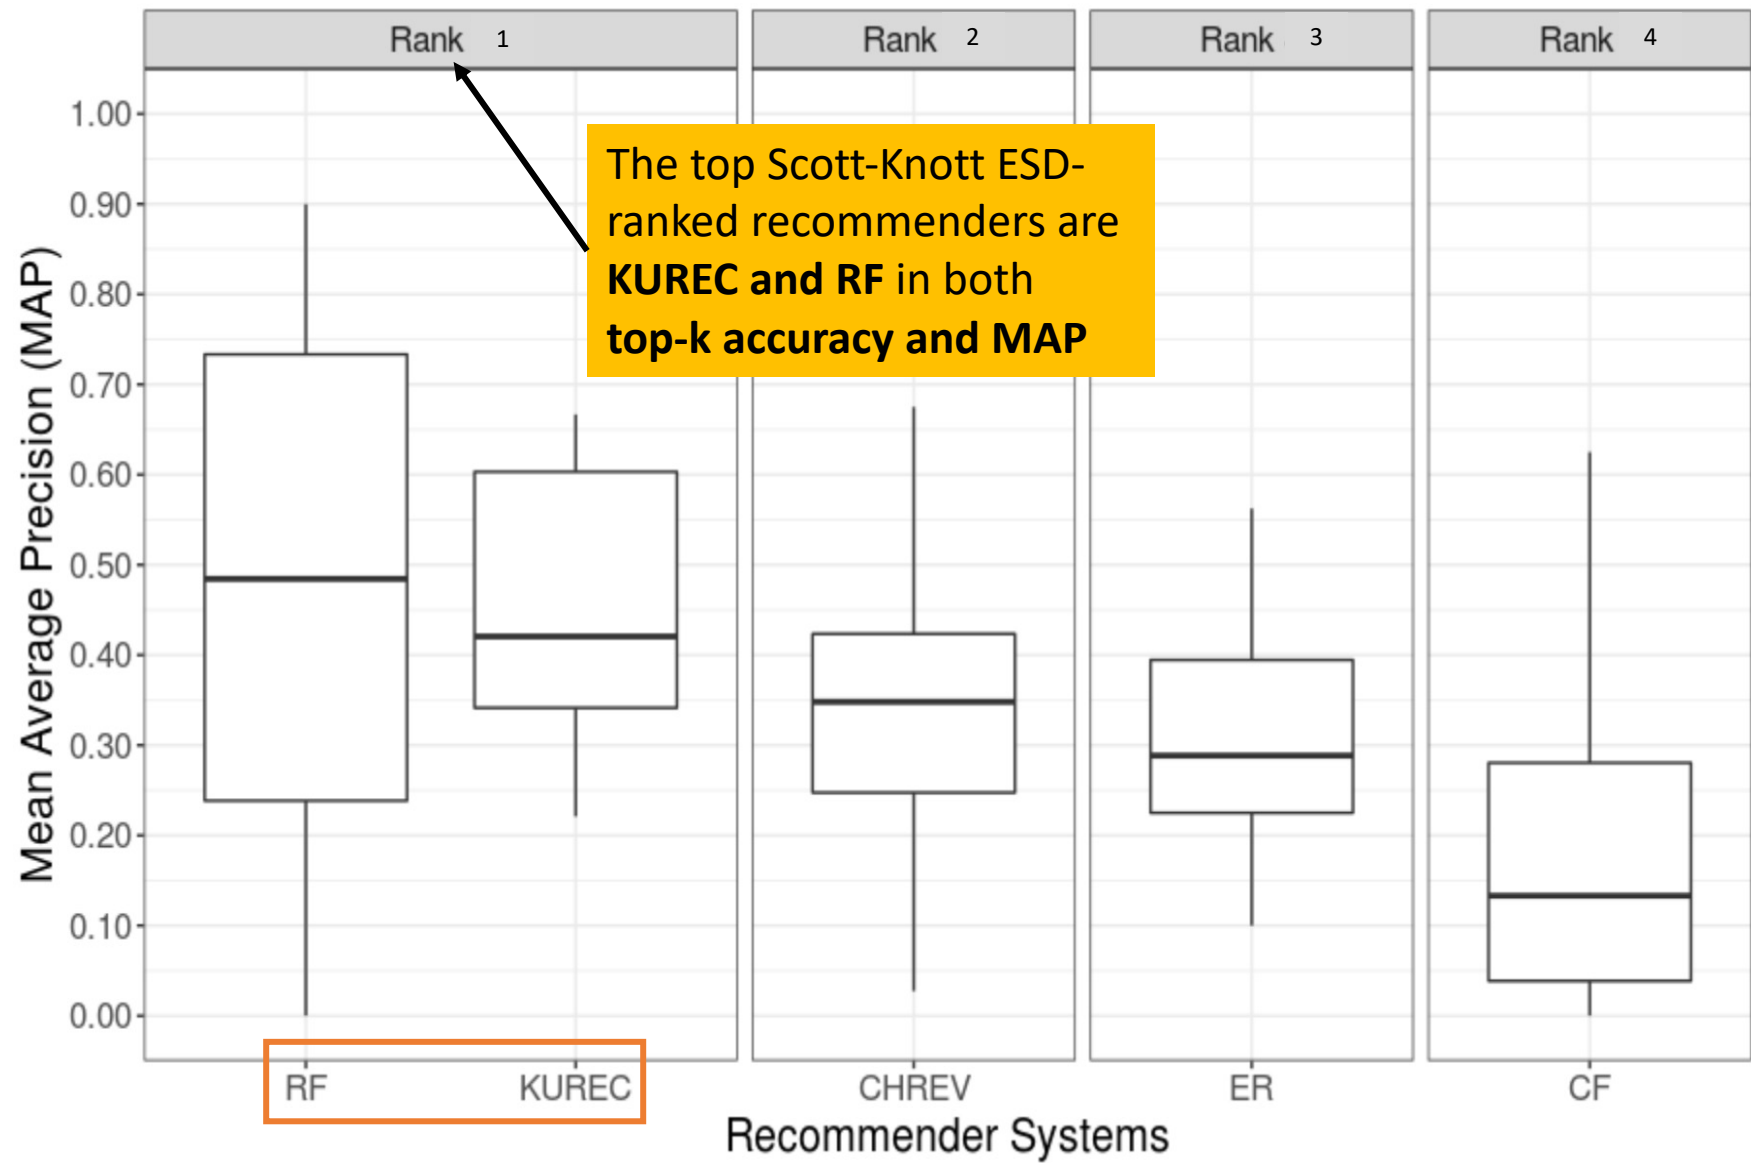 Rank 1
Rank 2
Rank 3
Rank 4
The top Scott-Knott ESD-
ranked recommenders are
KUREC and RF in both
top-k accuracy and MAP
Mean Average Precision (MAP)
1.00
0.90
0.80
0.70
0.60
0.50
0.40
0.30
0.20
0.10
0.00
RF
KUREC
CHREV
ER
CF
Recommender Systems